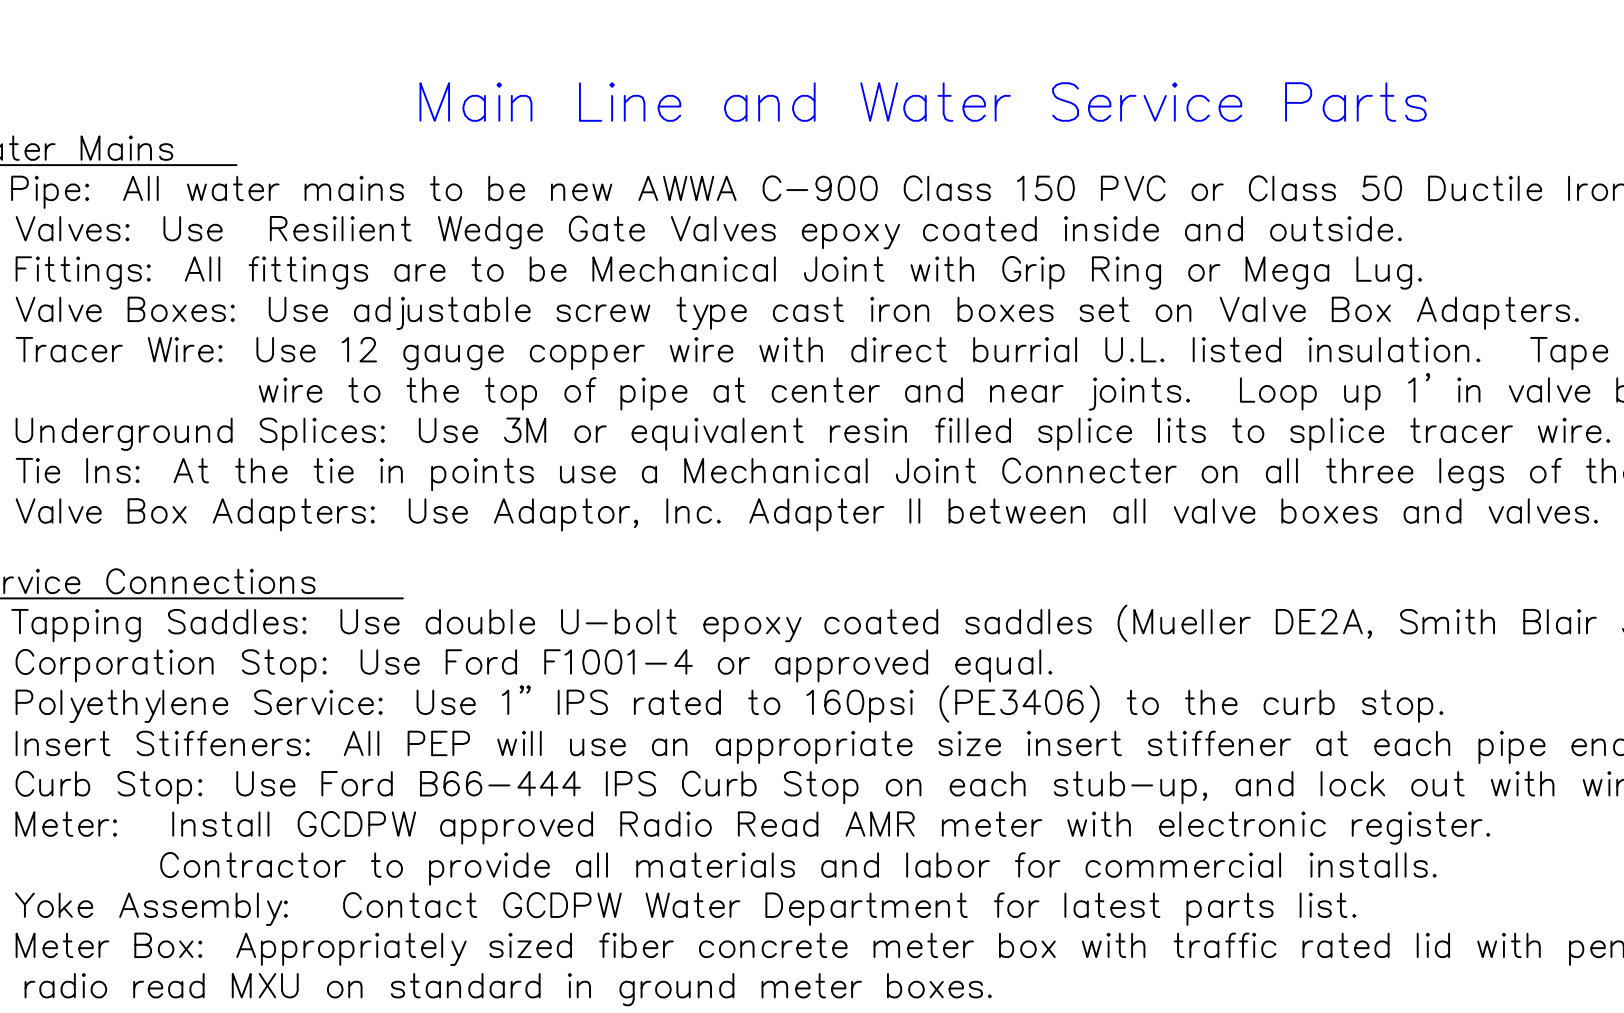 Main Line and Water Service Parts
ater Mains
Pipe: All water mains to be new AWWA C-900 Class 150 PVC or Class 50 Ductile Iron
Valves: Use Resilient Wedge Gate Valves epoxy coated inside and outside.
Fittings: All fittings are to be Mechanical Joint with Grip Ring or Mega Lug.
Valve Boxes: Use adjustable screw type cast iron boxes set on Valve Box Adapters.
Tracer Wire: Use 12 gauge copper wire with direct burrial U.L. listed insulation. Tape
wire to the top of pipe at center and near joints. Loop up 1' in valve b
Underground Splices: Use 3M or equivalent resin filled splice lits to splice tracer wire.
Tie Ins: At the tie in points use a Mechanical Joint Connecter on all three legs of the
Valve Box Adapters: Use Adaptor, Inc. Adapter II between all valve boxes and valves.
rvice Connections
Tapping Saddles: Use double U-bolt epoxy coated saddles (Mueller DE2A, Smith Blair
Corporation Stop: Use Ford F1001-4 or approved equal.
Polyethylene Service: Use 1" IPS rated to 160psi (PE3406) to the curb stop.
Insert Stiffeners: All PEP will use an appropriate size insert stiffener at each pipe end
Curb Stop: Use Ford B66-444 IPS Curb Stop on each stub-up, and lock out with wir
Meter: Install GCDPW approved Radio Read AMR meter with electronic register.
Contractor to provide all materials and labor for commercial installs.
Yoke Assembly: Contact GCDPW Water Department for latest parts list.
Meter Box: Appropriately sized fiber concrete meter box with traffic rated lid with pen
radio read MXU on standard in ground meter boxes.